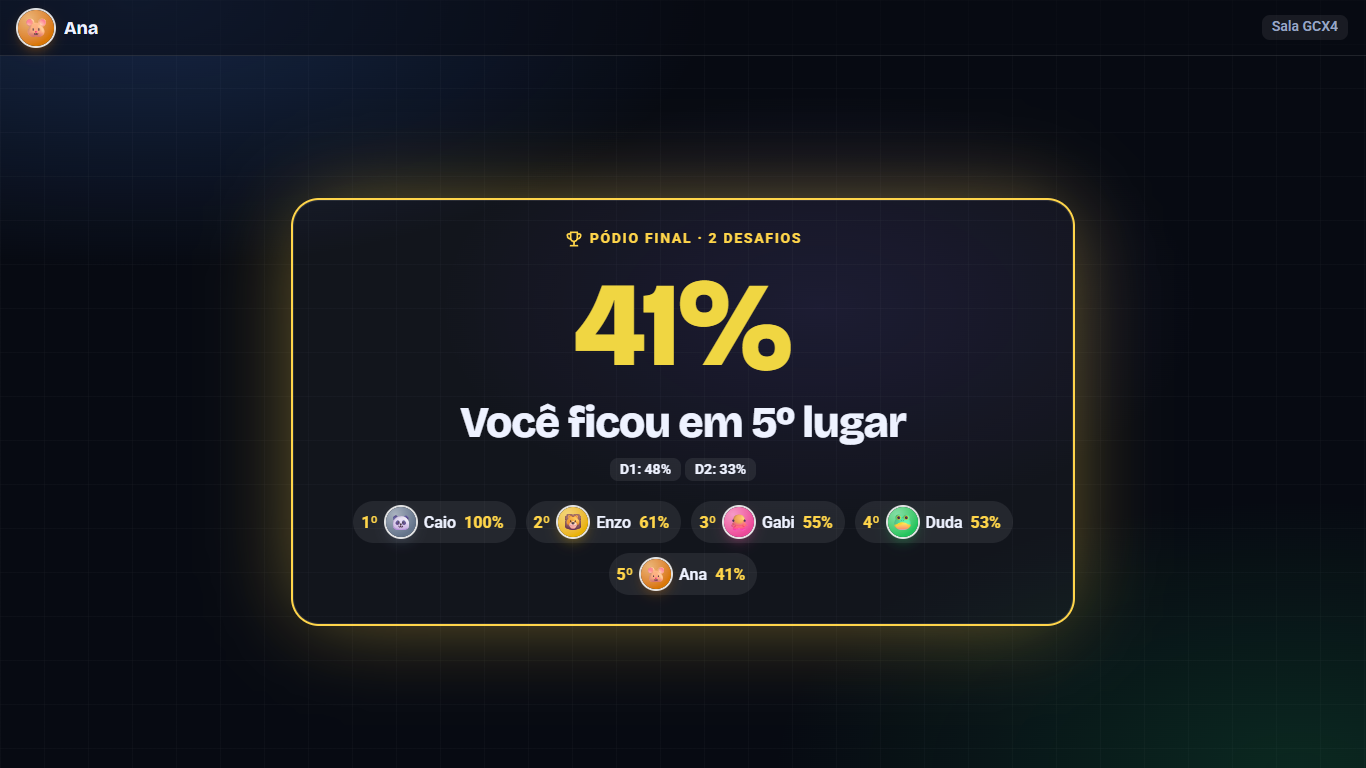 Ana
Sala GCX4
PÓDIO FINAL · 2 DESAFIOS
41%
Você ficou em 5º lugar
D1: 48% D2: 33%
1º Caio 100% 2º Enzo 61% 3º Gabi 55% 4º Duda 53%
5º Ana 41%